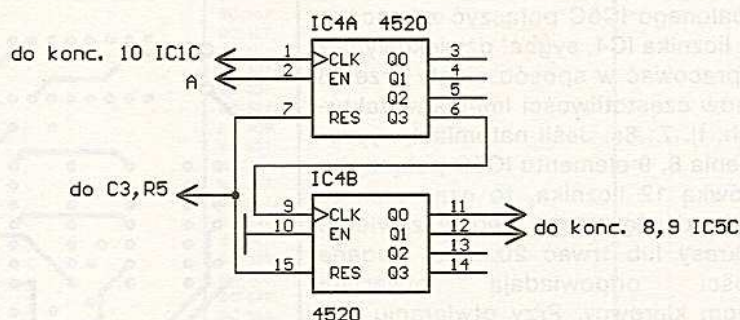 IC4A 4520
do konc. 10 IC1C
A
1 CLK Q0 3
2 EN Q1 4
Q2 5
7 RES Q3 6
do C3,R5
IC4B
9 CLK Q0 11
10 EN Q1 12
do konc. 8,9 IC5C
Q2 13
15 RES Q3 14
4520